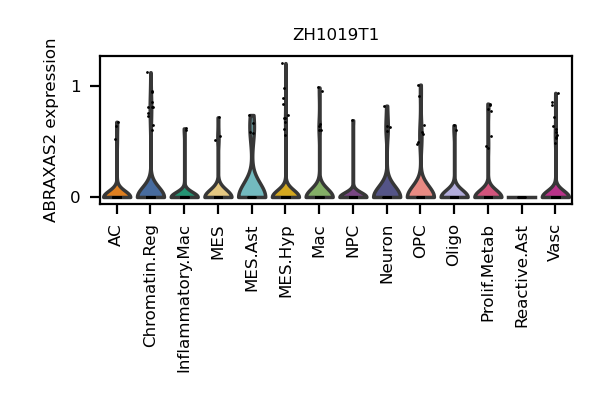 ZH1019T1
ABRAXAS2 expression
1
0
AC
Chromatin.Reg
Inflammatory.Mac
MES
MES.Ast
MES.Hyp
Mac
NPC
Neuron
OPC
Oligo
Prolif.Metab
Reactive.Ast
Vasc